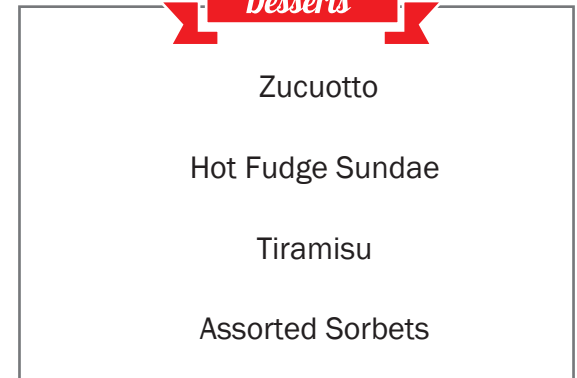 Desserts
Zucuotto
Hot Fudge Sundae
Tiramisu
Assorted Sorbets